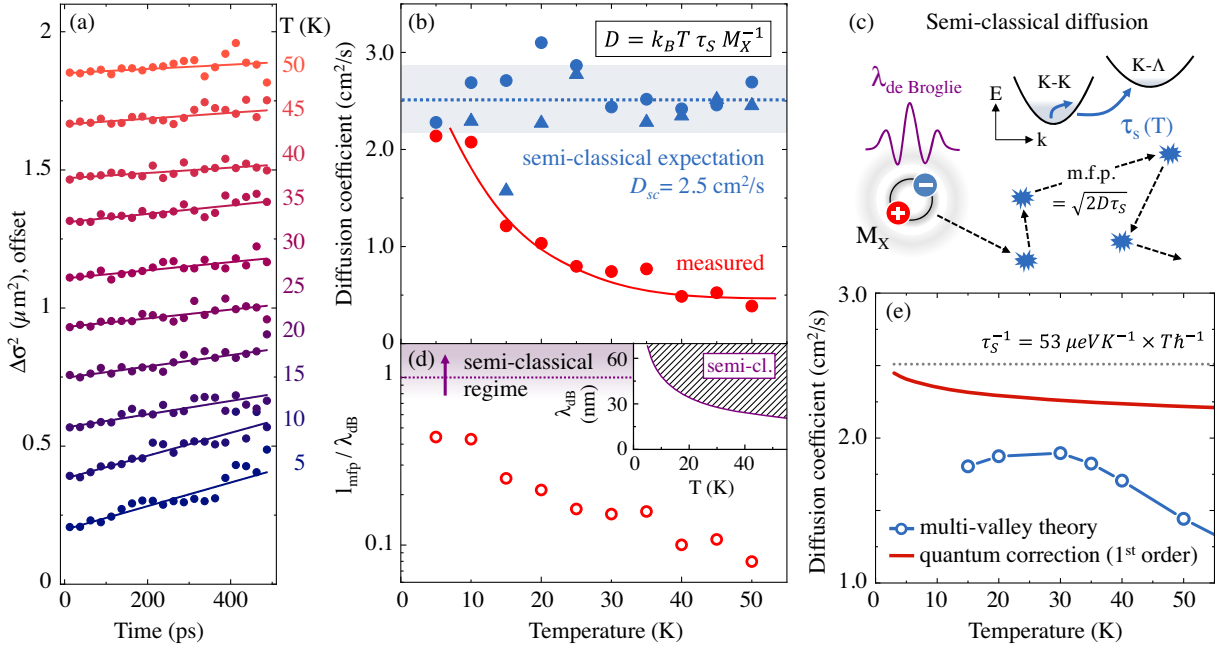 (a)
T (K)
2
50
45
1.5
40
35
30
1
25
20
15
0.5
10
5
0
0
200
400
Time (ps)
Δσ² (μm²), offset
(b)
D = k_B T τ_S M_X^{-1}
3.0
2.0
1.0
0
Diffusion coefficient (cm²/s)
semi-classical expectation
D_sc = 2.5 cm²/s
measured
(d)
semi-classical
regime
1
0.1
l_mfp / λ_dB
semi-cl.
60
30
0
λ_dB
(nm)
0
20
40
T (K)
0
10
20
30
40
50
Temperature (K)
(c)
Semi-classical diffusion
λ_de Broglie
K-K
K-Λ
E
k
τ_s (T)
m.f.p.
= √2Dτ_S
M_X
(e)
3.0
2.0
1.0
Diffusion coefficient (cm²/s)
τ_S^{-1} = 53 μeVK^{-1} × Tℏ^{-1}
multi-valley theory
quantum correction (1st order)
0
10
20
30
40
50
Temperature (K)